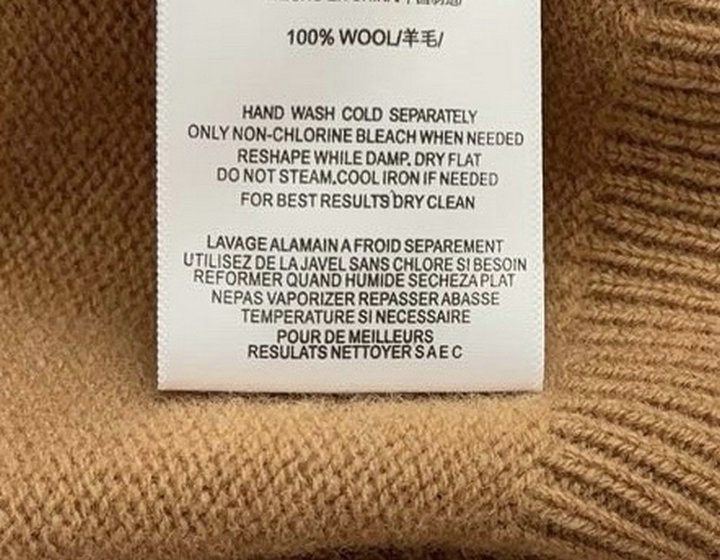 100% WOOL/羊毛/
HAND WASH COLD SEPARATELY
ONLY NON-CHLORINE BLEACH WHEN NEEDED
RESHAPE WHILE DAMP. DRY FLAT
DO NOT STEAM.COOL IRON IF NEEDED
FOR BEST RESULTS DRY CLEAN
LAVAGE ALAMAIN A FROID SEPAREMENT
UTILISEZ DE LA JAVEL SANS CHLORE SI BESOIN
REFORMER QUAND HUMIDE SECHEZA PLAT
NEPAS VAPORIZER REPASSER ABASSE
TEMPERATURE SI NECESSAIRE
POUR DE MEILLEURS
RESULATS NETTOYER S A E C